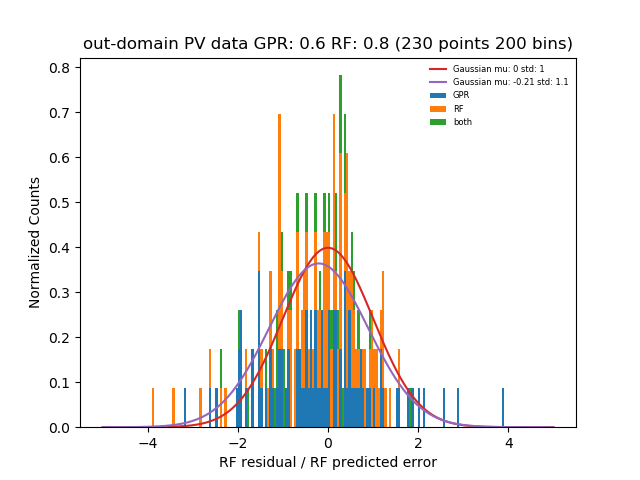 out-domain PV data GPR: 0.6 RF: 0.8 (230 points 200 bins)
Normalized Counts
0.8
0.7
0.6
0.5
0.4
0.3
0.2
0.1
0.0
Gaussian mu: 0 std: 1
Gaussian mu: -0.21 std: 1.1
GPR
RF
both
−4
−2
0
2
4
RF residual / RF predicted error